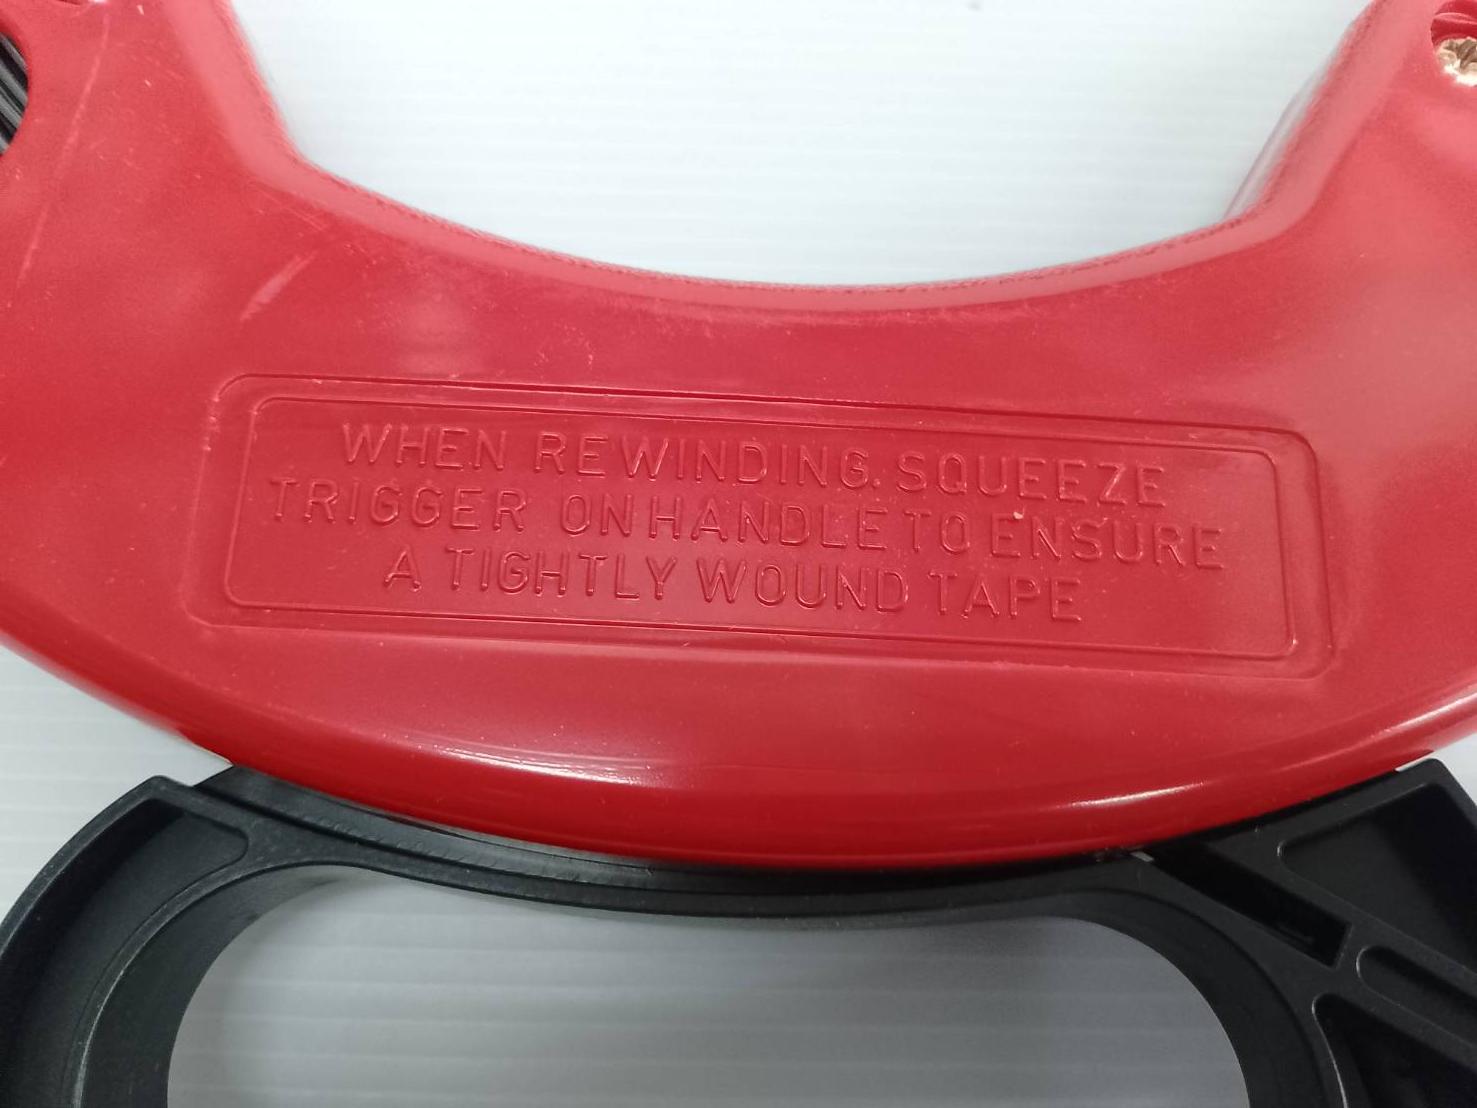 WHEN REWINDING. SQUEEZE
TRIGGER ON HANDLE TO ENSURE
A TIGHTLY WOUND TAPE